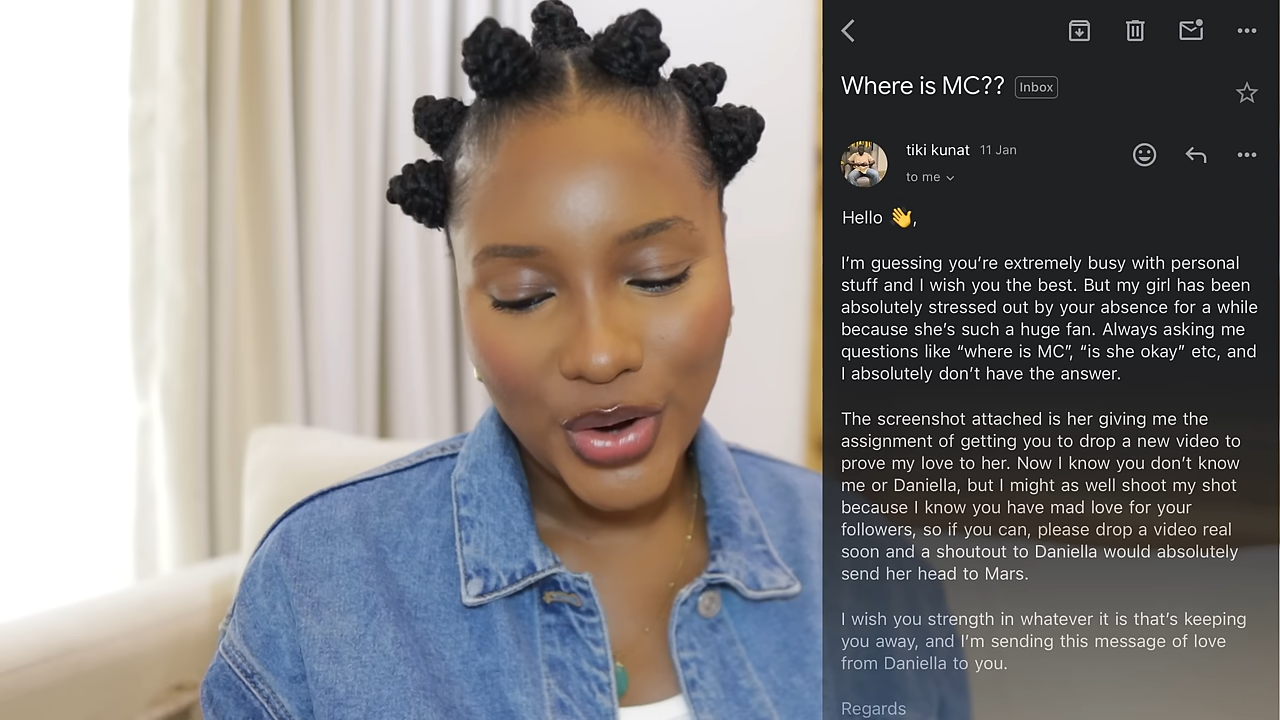 Where is MC?? Inbox
tiki kunat 11 Jan
to me
Hello 👋,
I’m guessing you’re extremely busy with personal
stuff and I wish you the best. But my girl has been
absolutely stressed out by your absence for a while
because she’s such a huge fan. Always asking me
questions like “where is MC”, “is she okay” etc, and
I absolutely don’t have the answer.
The screenshot attached is her giving me the
assignment of getting you to drop a new video to
prove my love to her. Now I know you don’t know
me or Daniella, but I might as well shoot my shot
because I know you have mad love for your
followers, so if you can, please drop a video real
soon and a shoutout to Daniella would absolutely
send her head to Mars.
I wish you strength in whatever it is that’s keeping
you away, and I’m sending this message of love
from Daniella to you.
Regards